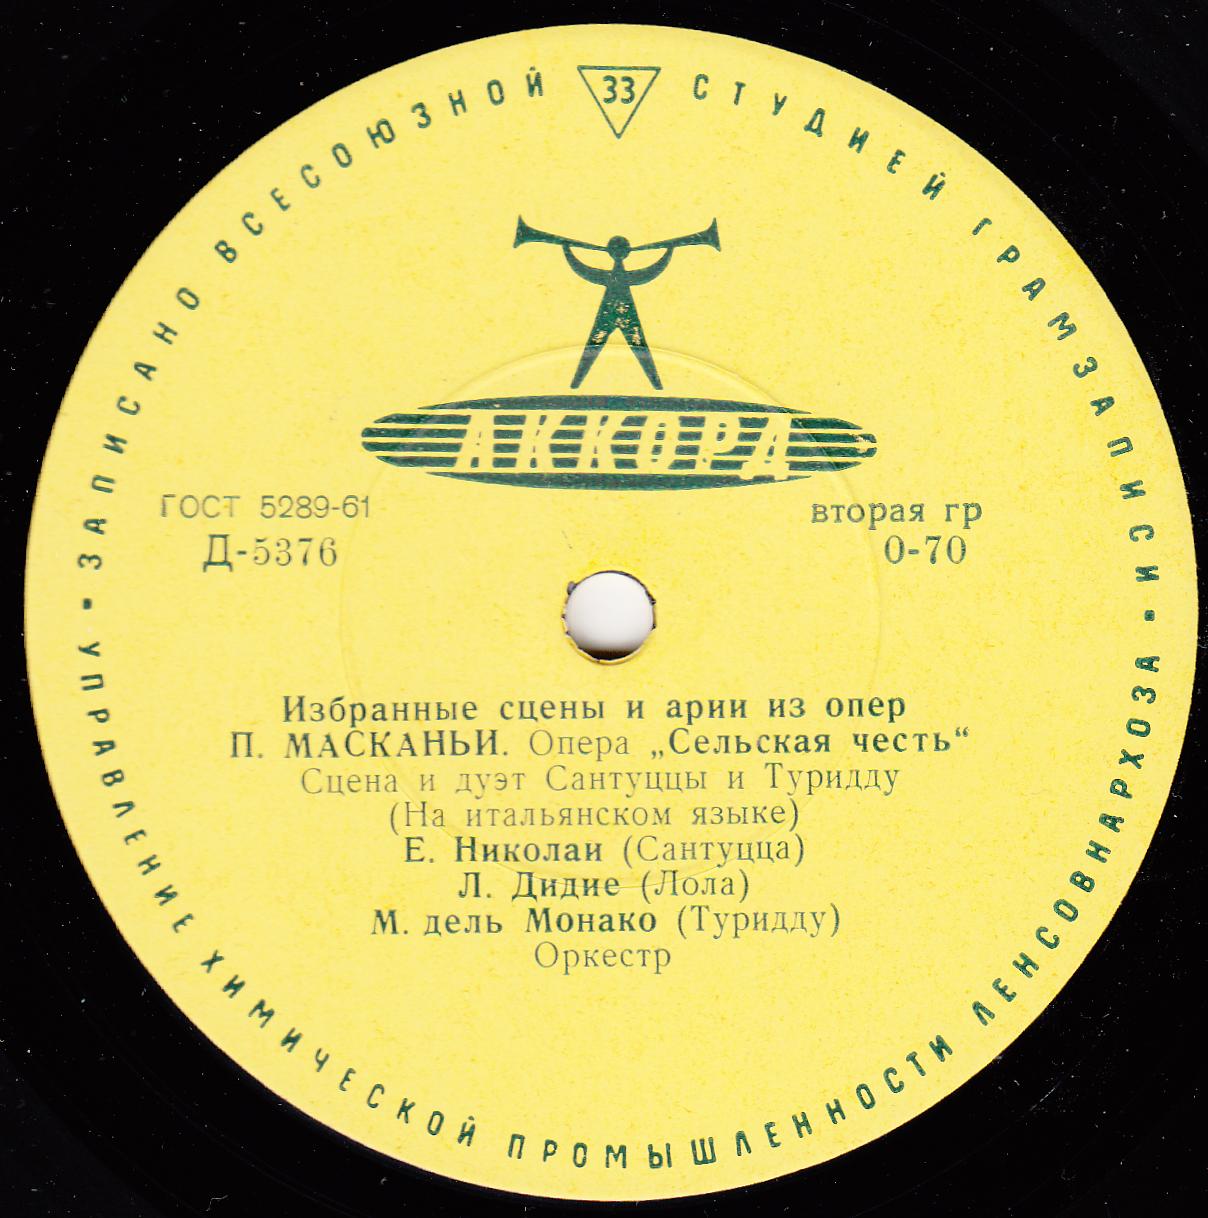 ЗАПИСАНО ВСЕСОЮЗНОЙ 33 СТУДИЕЙ ГРАМЗАПИСИ •
АККОРД
ГОСТ 5289-61
Д-5376
вторая гр
0-70
Избранные сцены и арии из опер
П. МАСКАНЬИ. Опера „Сельская честь“
Сцена и дуэт Сантуццы и Туридду
(На итальянском языке)
Е. Николаи (Сантуцца)
Л. Дидие (Лола)
М. дель Монако (Туридду)
Оркестр
УПРАВЛЕНИЕ ХИМИЧЕСКОЙ ПРОМЫШЛЕННОСТИ ЛЕНСОВНАРХОЗА •